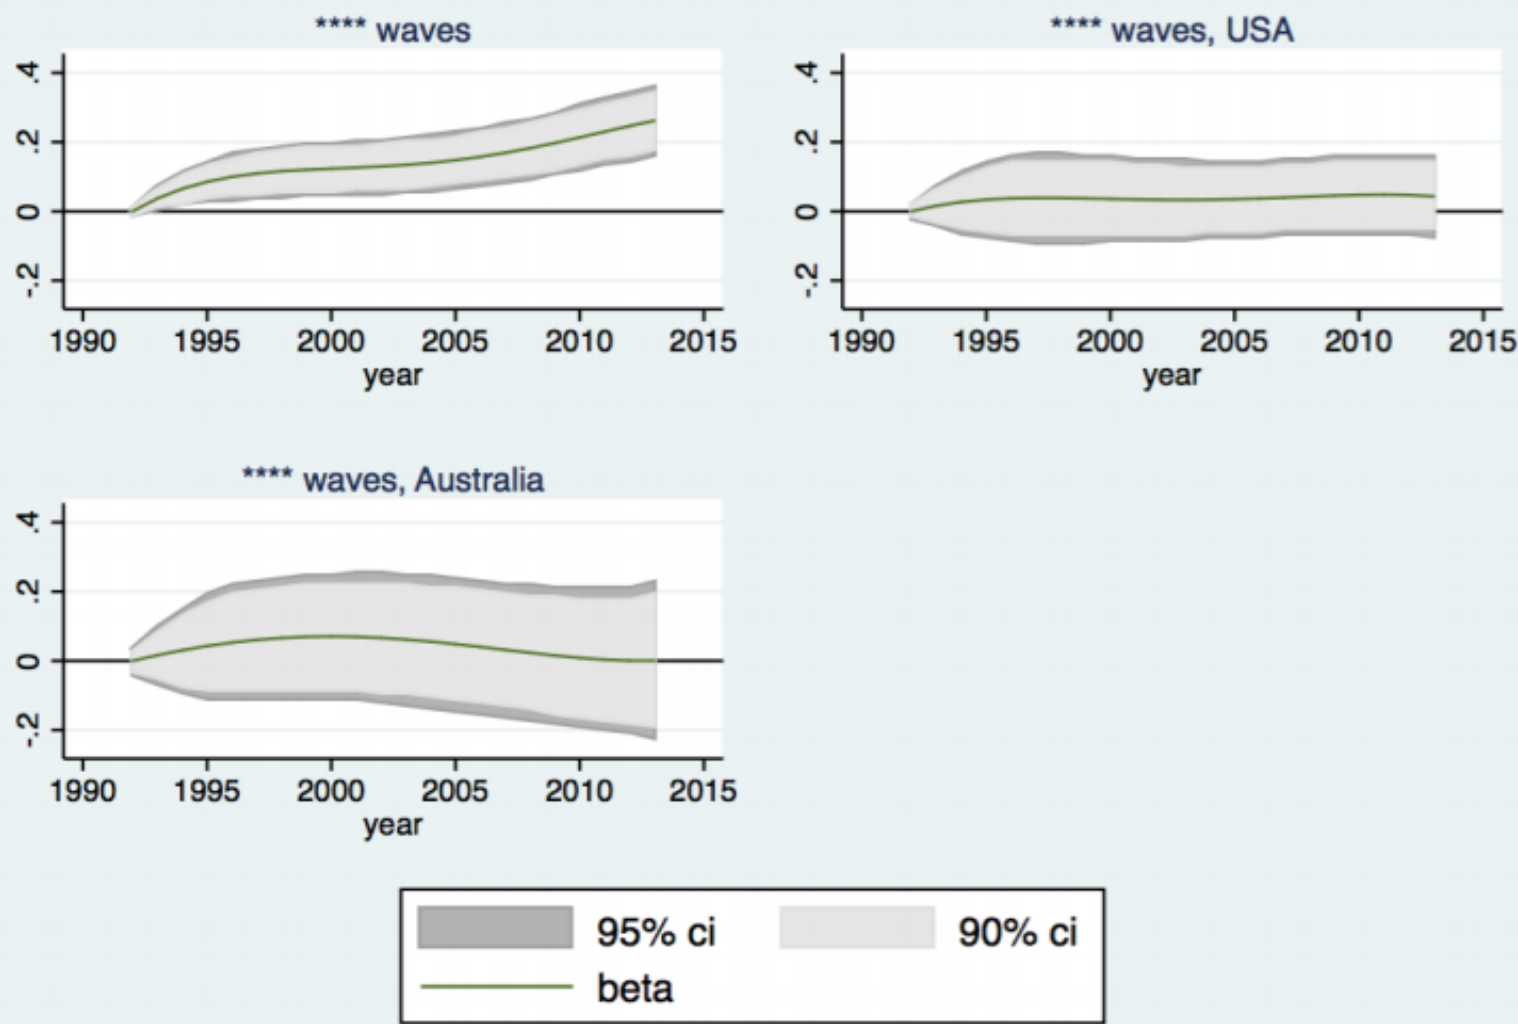 **** waves
.4
.2
0
-.2
1990 1995 2000 2005 2010 2015
year
**** waves, USA
.4
.2
0
-.2
1990 1995 2000 2005 2010 2015
year
**** waves, Australia
.4
.2
0
-.2
1990 1995 2000 2005 2010 2015
year
95% ci 90% ci
beta